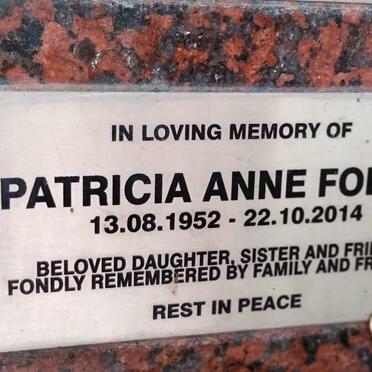 IN LOVING MEMORY OF
PATRICIA ANNE
13.08.1952 - 22.10.2014
BELOVED DAUGHTER, SISTER AND
FONDLY REMEMBERED BY FAMILY AND
REST IN PEACE